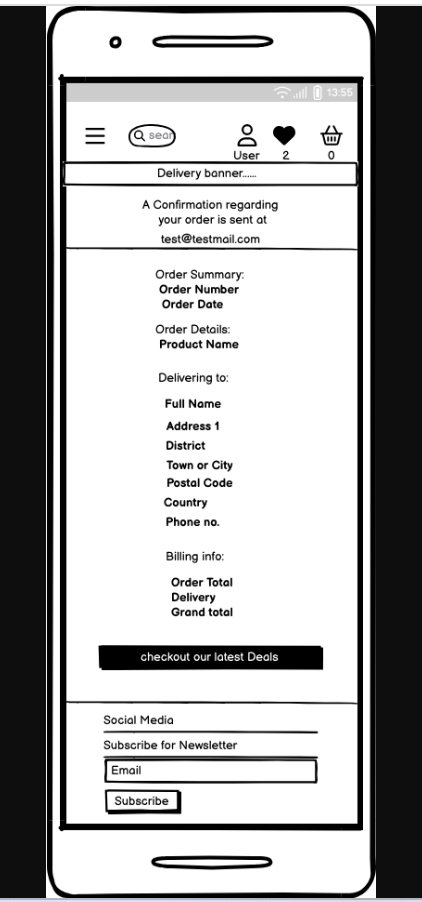 13:55
sear
User
2
0
Delivery banner......
A Confirmation regarding
your order is sent at
test@testmail.com
Order Summary:
Order Number
Order Date
Order Details:
Product Name
Delivering to:
Full Name
Address 1
District
Town or City
Postal Code
Country
Phone no.
Billing info:
Order Total
Delivery
Grand total
checkout our latest Deals
Social Media
Subscribe for Newsletter
Email
Subscribe